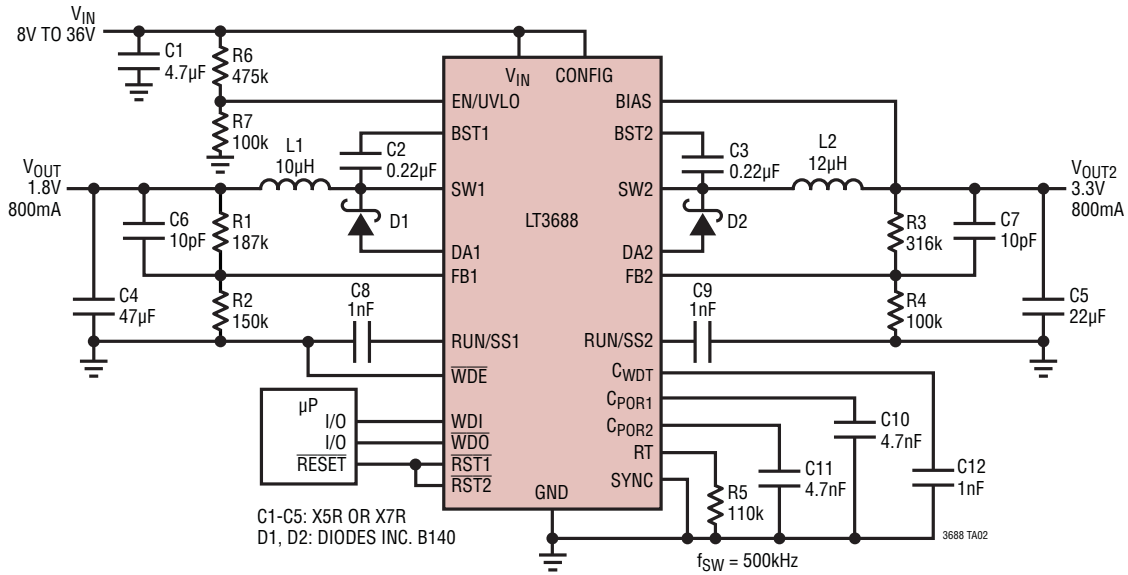 VIN
8V TO 36V
C1
4.7µF
R6
475k
R7
100k
VIN
CONFIG
EN/UVLO
BIAS
BST1
BST2
C2
0.22µF
C3
0.22µF
L1
10µH
L2
12µH
VOUT
1.8V
800mA
SW1
SW2
VOUT2
3.3V
800mA
LT3688
C6
10pF
R1
187k
D1
D2
R3
316k
C7
10pF
DA1
DA2
FB1
FB2
C4
47µF
R2
150k
C8
1nF
C9
1nF
R4
100k
C5
22µF
RUN/SS1
RUN/SS2
WDE
CWDT
µP
I/O
I/O
RESET
WDI
WDO
RST1
RST2
CPOR1
CPOR2
RT
SYNC
GND
C10
4.7nF
C11
4.7nF
C12
1nF
R5
110k
C1-C5: X5R OR X7R
D1, D2: DIODES INC. B140
fSW = 500kHz
3688 TA02